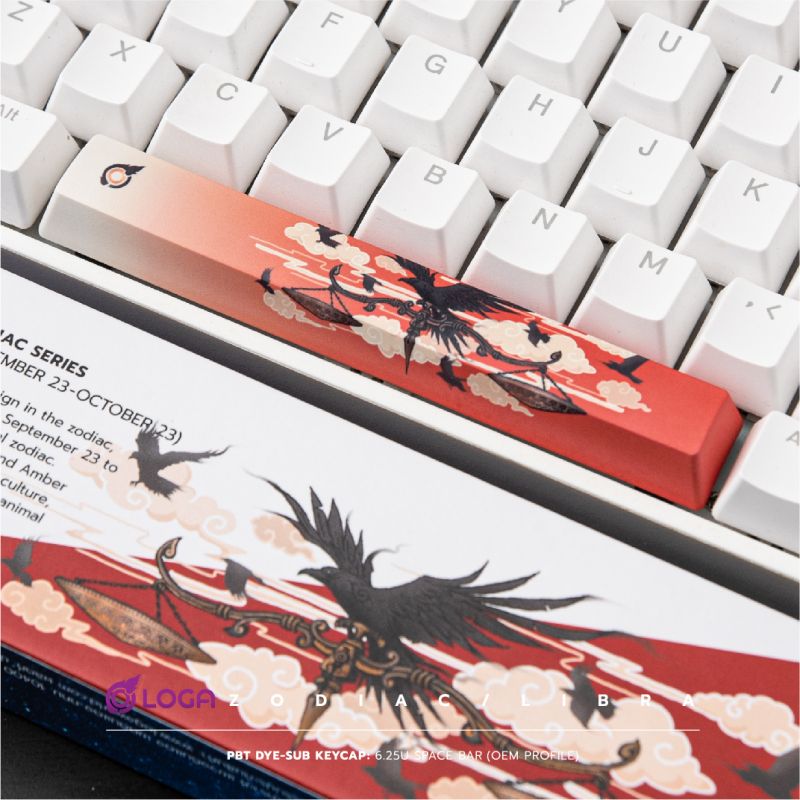 Z
X
C
V
B
N
M
, <
F
G
H
J
K
Y
U
I
Alt
A
AC SERIES
EMBER 23-OCTOBER 23)
ign in the zodiac,
September 23 to
l zodiac.
nd Amber
culture,
animal
LOGA ZODIAC/LIBRA
PBT DYE-SUB KEYCAP: 6.25U SPACE BAR (OEM PROFILE)